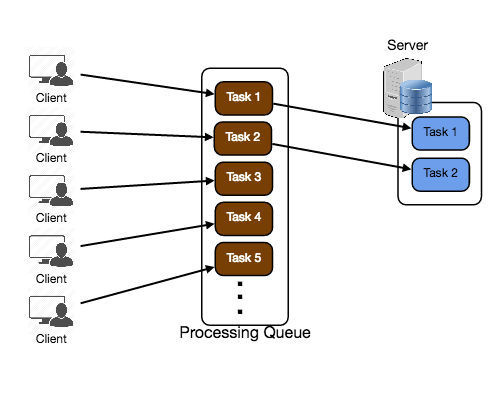 Server
Client
Task 1
Task 1
Client
Task 2
Task 2
Client
Task 3
Client
Task 4
Client
Task 5
Processing Queue